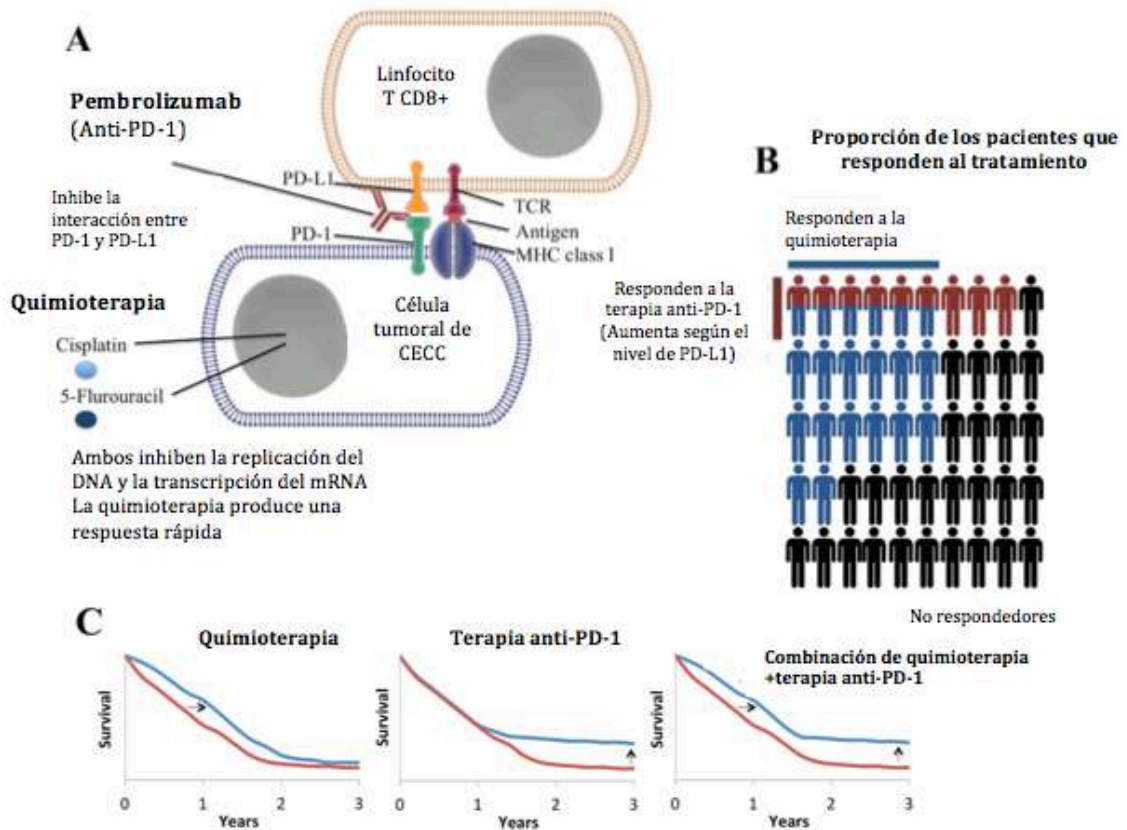 A
Pembrolizumab
(Anti-PD-1)
Linfocito
T CD8+
PD-L1
TCR
Antigen
MHC class I
PD-1
Inhibe la
interacción entre
PD-1 y PD-L1
Quimioterapia
Cisplatin
5-Flurouracil
Célula
tumoral de
CECC
Ambos inhiben la replicación del
DNA y la transcripción del mRNA
La quimioterapia produce una
respuesta rápida
B
Proporción de los pacientes que
responden al tratamiento
Responden a la
quimioterapia
Responden a la
terapia anti-PD-1
(Aumenta según el
nivel de PD-L1)
No respondedores
C
Quimioterapia
Survival
0 1 2 3
Years
Terapia anti-PD-1
Survival
0 1 2 3
Years
Combinación de quimioterapia
+terapia anti-PD-1
Survival
0 1 2 3
Years